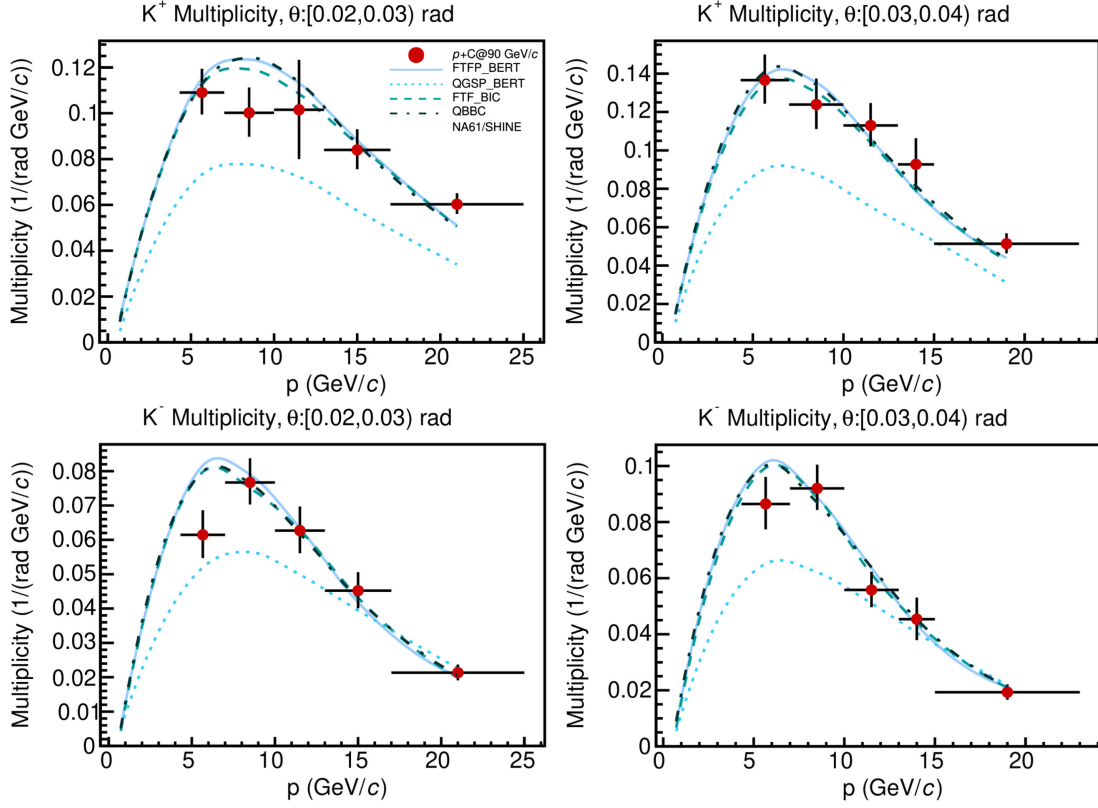 K⁺ Multiplicity, θ:[0.02,0.03) rad
Multiplicity (1/(rad GeV/c))
0.12
0.1
0.08
0.06
0.04
0.02
0
p+C@90 GeV/c
FTFP_BERT
QGSP_BERT
FTF_BIC
QBBC
NA61/SHINE
0 5 10 15 20 25
p (GeV/c)
K⁺ Multiplicity, θ:[0.03,0.04) rad
Multiplicity (1/(rad GeV/c))
0.14
0.12
0.1
0.08
0.06
0.04
0.02
0
0 5 10 15 20
p (GeV/c)
K⁻ Multiplicity, θ:[0.02,0.03) rad
Multiplicity (1/(rad GeV/c))
0.08
0.07
0.06
0.05
0.04
0.03
0.02
0.01
0
0 5 10 15 20 25
p (GeV/c)
K⁻ Multiplicity, θ:[0.03,0.04) rad
Multiplicity (1/(rad GeV/c))
0.1
0.08
0.06
0.04
0.02
0
0 5 10 15 20
p (GeV/c)